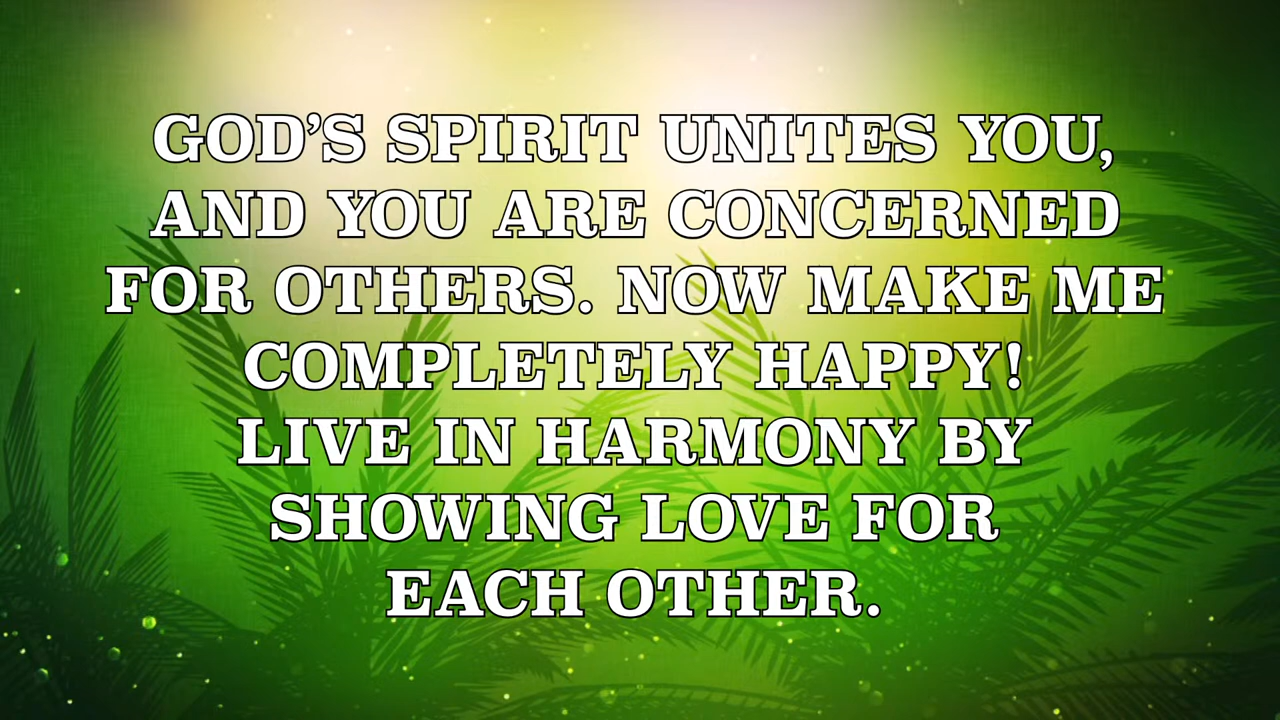 GOD’S SPIRIT UNITES YOU,
AND YOU ARE CONCERNED
FOR OTHERS. NOW MAKE ME
COMPLETELY HAPPY!
LIVE IN HARMONY BY
SHOWING LOVE FOR
EACH OTHER.